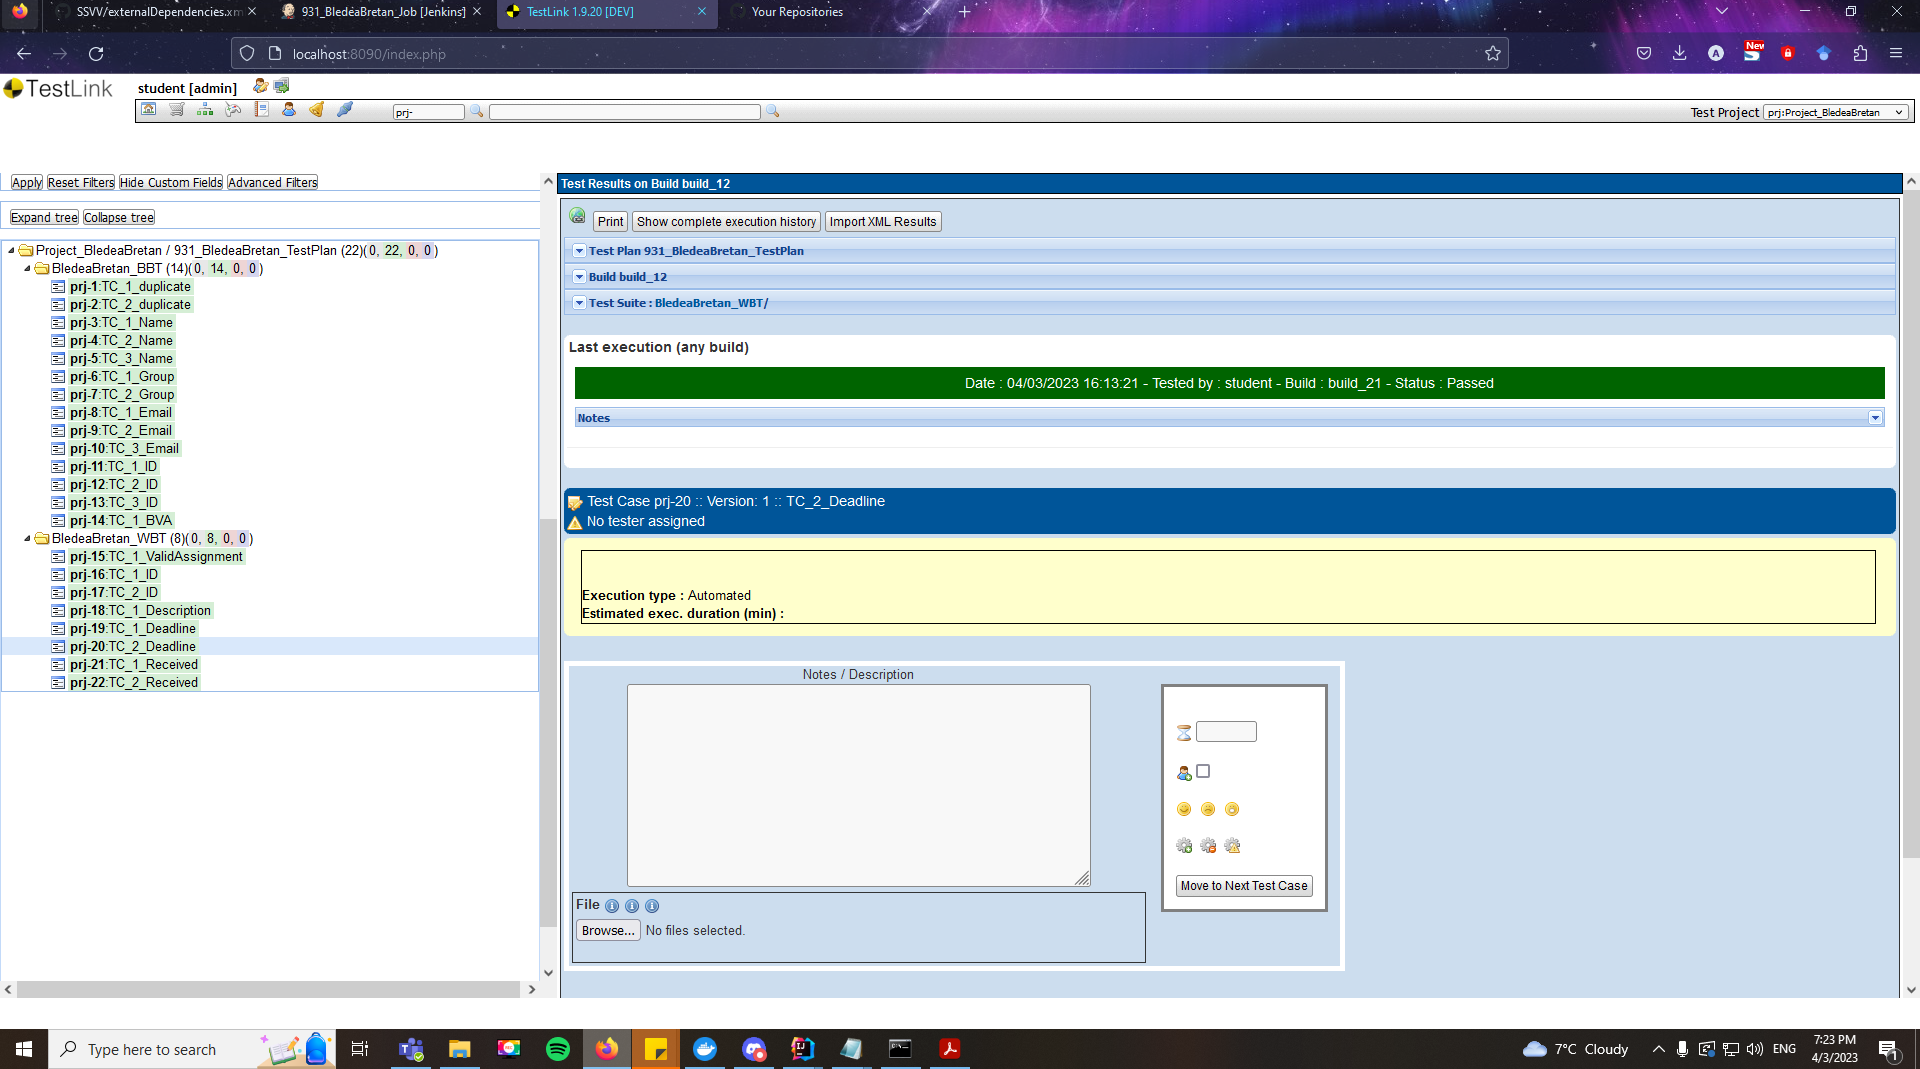 SSVV/externalDependencies.xm
931_BledeaBretan_Job [Jenkins]
TestLink 1.9.20 [DEV]
Your Repositories
localhost:8090/index.php
New
TestLink
student [admin]
prj-
Test Project prj:Project_BledeaBretan
Apply Reset Filters Hide Custom Fields Advanced Filters
Expand tree Collapse tree
Project_BledeaBretan / 931_BledeaBretan_TestPlan (22)(0, 22, 0, 0)
BledeaBretan_BBT (14)(0, 14, 0, 0)
prj-1:TC_1_duplicate
prj-2:TC_2_duplicate
prj-3:TC_1_Name
prj-4:TC_2_Name
prj-5:TC_3_Name
prj-6:TC_1_Group
prj-7:TC_2_Group
prj-8:TC_1_Email
prj-9:TC_2_Email
prj-10:TC_3_Email
prj-11:TC_1_ID
prj-12:TC_2_ID
prj-13:TC_3_ID
prj-14:TC_1_BVA
BledeaBretan_WBT (8)(0, 8, 0, 0)
prj-15:TC_1_ValidAssignment
prj-16:TC_1_ID
prj-17:TC_2_ID
prj-18:TC_1_Description
prj-19:TC_1_Deadline
prj-20:TC_2_Deadline
prj-21:TC_1_Received
prj-22:TC_2_Received
Test Results on Build build_12
Print Show complete execution history Import XML Results
Test Plan 931_BledeaBretan_TestPlan
Build build_12
Test Suite : BledeaBretan_WBT/
Last execution (any build)
Date : 04/03/2023 16:13:21 - Tested by : student - Build : build_21 - Status : Passed
Notes
Test Case prj-20 :: Version: 1 :: TC_2_Deadline
No tester assigned
Execution type : Automated
Estimated exec. duration (min) :
Notes / Description
Move to Next Test Case
File
Browse... No files selected.
Type here to search
7°C Cloudy
ENG
7:23 PM
4/3/2023
1